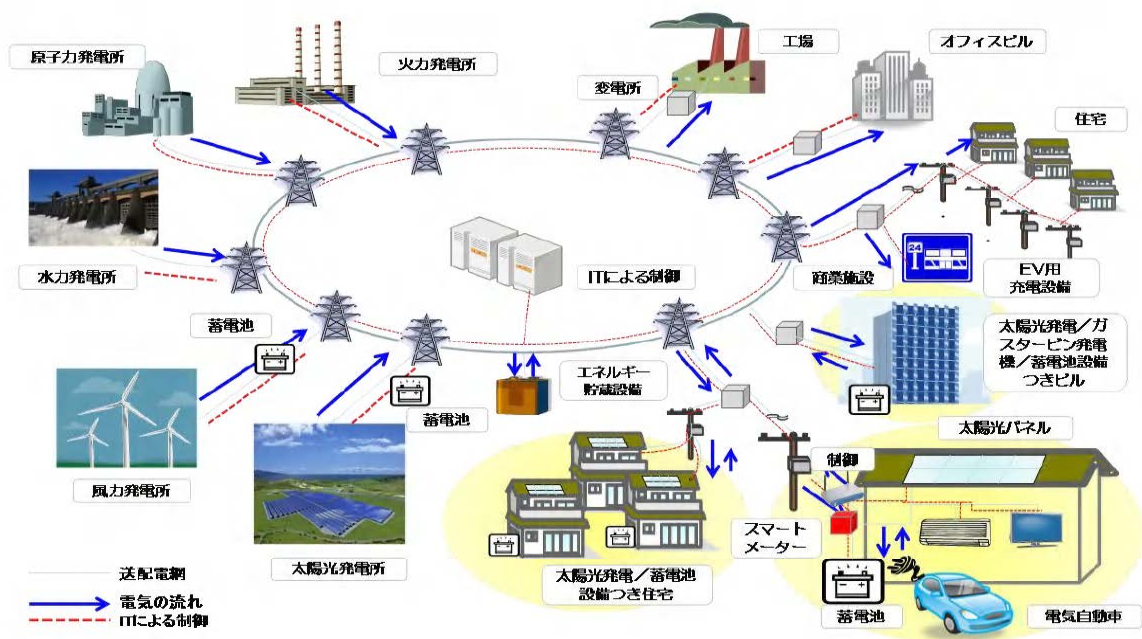 原子力発電所
火力発電所
工場
オフィスビル
変電所
住宅
水力発電所
ITによる制御
商業施設
24
EV用
充電設備
蓄電池
エネルギー
貯蔵設備
太陽光発電／ガ
スタービン発電
機／蓄電池設備
つきビル
蓄電池
太陽光パネル
風力発電所
制御
スマート
メーター
太陽光発電所
太陽光発電／蓄電池
設備つき住宅
蓄電池
電気自動車
送配電網
電気の流れ
ITによる制御